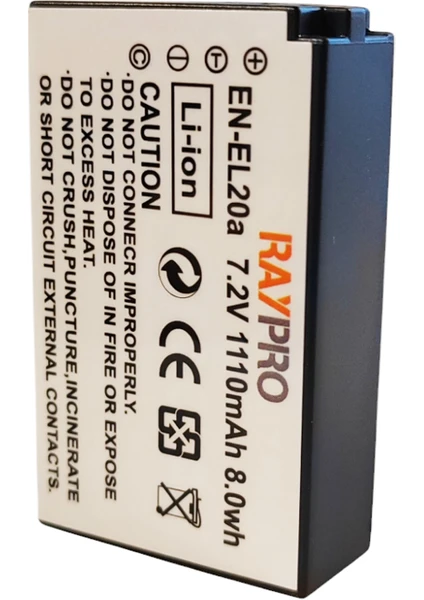 RAYPRO
EN-EL20a 7.2V 1110mAh 8.0wh
Li-ion
CE
+ T C
CAUTION
·DO NOT CONNECR IMPROPERLY.
·DO NOT DISPOSE OF IN FIRE OR EXPOSE
TO EXCESSIVE HEAT.
·DO NOT CRUSH,PUNCTURE,INCINERATE
OR SHORT CIRCUIT EXTERNAL CONTACTS.